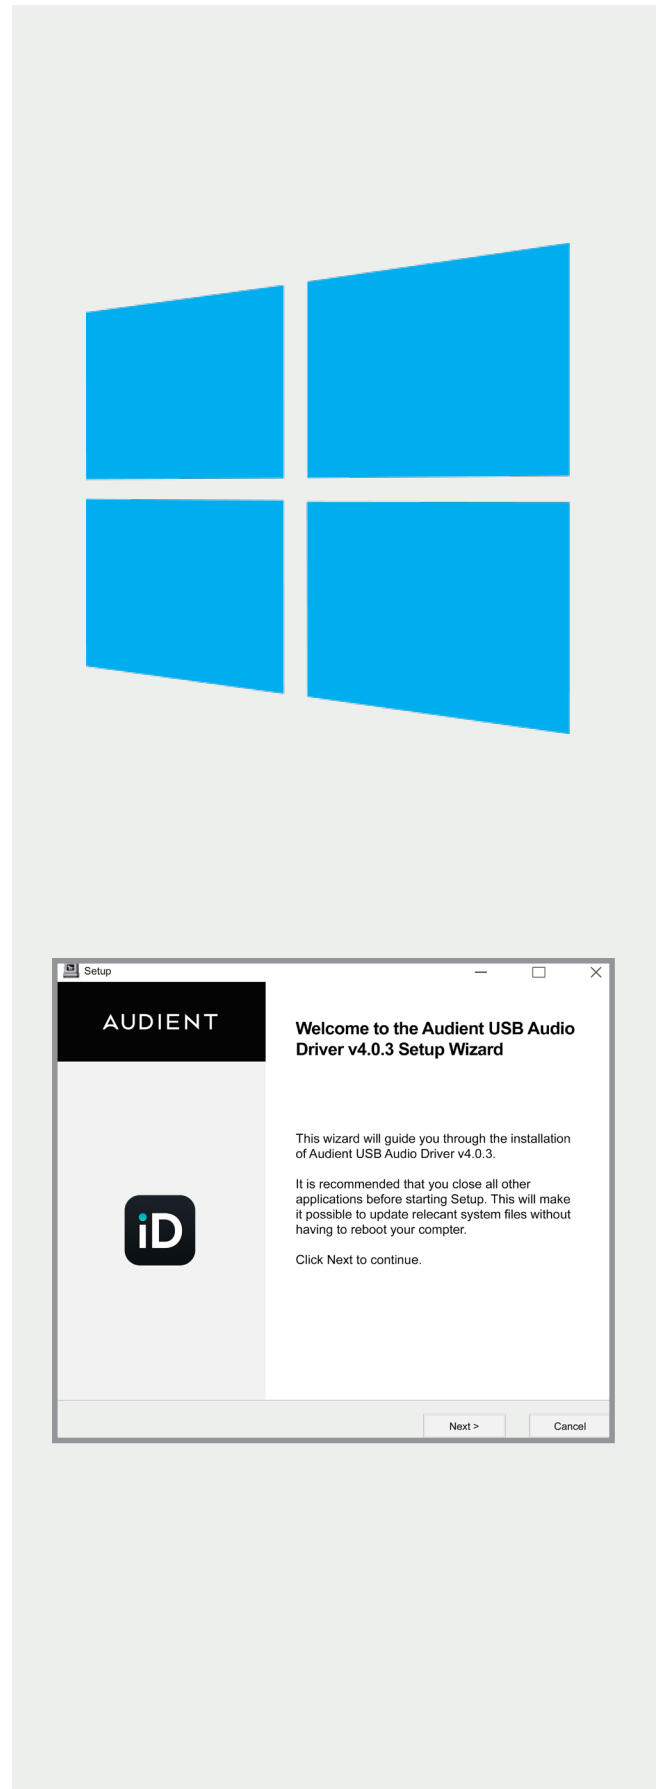 Setup
AUDIENT
Welcome to the Audient USB Audio
Driver v4.0.3 Setup Wizard
This wizard will guide you through the installation
of Audient USB Audio Driver v4.0.3.
It is recommended that you close all other
applications before starting Setup. This will make
it possible to update relecant system files without
having to reboot your compter.
Click Next to continue.
iD
Next >
Cancel